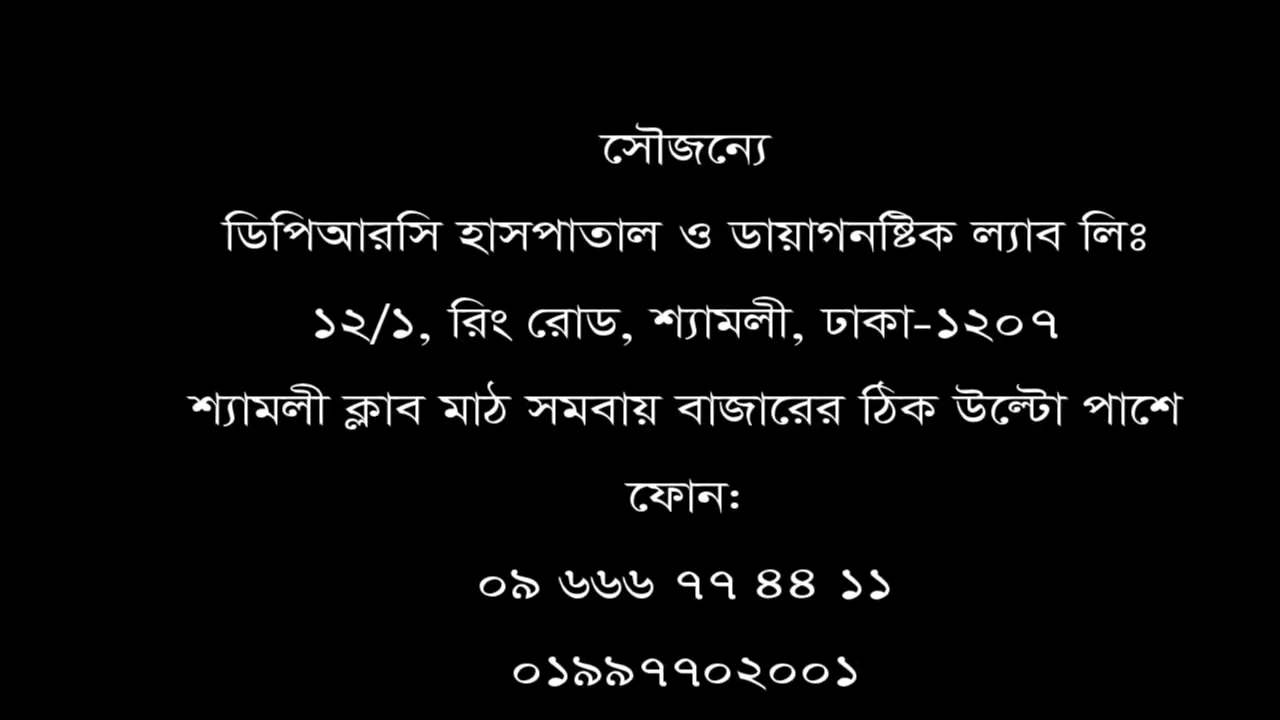 সৌজন্যে
ডিপিআরসি হাসপাতাল ও ডায়াগনষ্টিক ল্যাব লিঃ
১২/১, রিং রোড, শ্যামলী, ঢাকা-১২০৭
শ্যামলী ক্লাব মাঠ সমবায় বাজারের ঠিক উল্টো পাশে
ফোন:
০৯ ৬৬৬ ৭৭ ৪৪ ১১
০১৯৯৭৭০২০০১